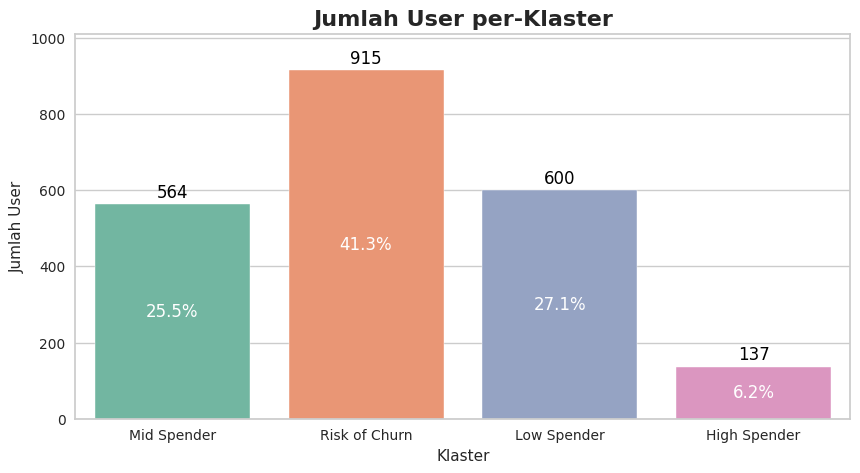 Jumlah User per-Klaster
Jumlah User
1000
800
600
400
200
0
564
915
600
137
25.5%
41.3%
27.1%
6.2%
Mid Spender
Risk of Churn
Low Spender
High Spender
Klaster